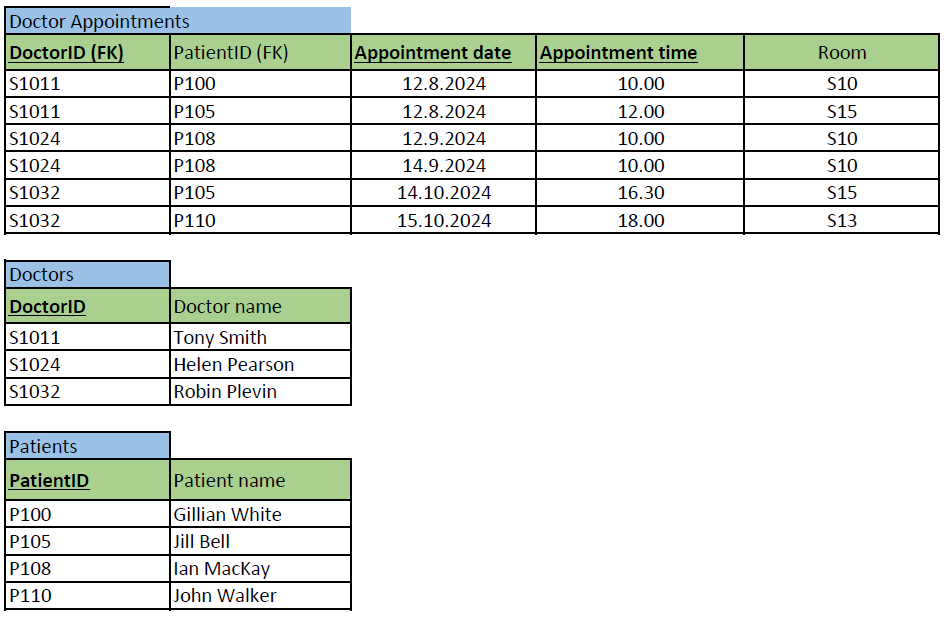 Doctor Appointments
DoctorID (FK) PatientID (FK) Appointment date Appointment time Room
S1011 P100 12.8.2024 10.00 S10
S1011 P105 12.8.2024 12.00 S15
S1024 P108 12.9.2024 10.00 S10
S1024 P108 14.9.2024 10.00 S10
S1032 P105 14.10.2024 16.30 S15
S1032 P110 15.10.2024 18.00 S13
Doctors
DoctorID Doctor name
S1011 Tony Smith
S1024 Helen Pearson
S1032 Robin Plevin
Patients
PatientID Patient name
P100 Gillian White
P105 Jill Bell
P108 Ian MacKay
P110 John Walker